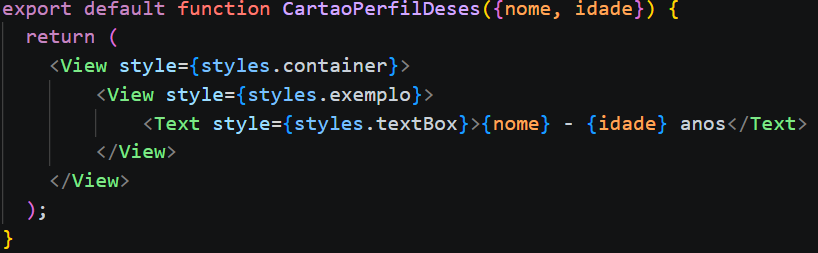 export default function CartaoPerfilDeses({nome, idade}) {
  return (
    <View style={styles.container}>
        <View style={styles.exemplo}>
            <Text style={styles.textBox}>{nome} - {idade} anos</Text>
        </View>
    </View>
  );
}